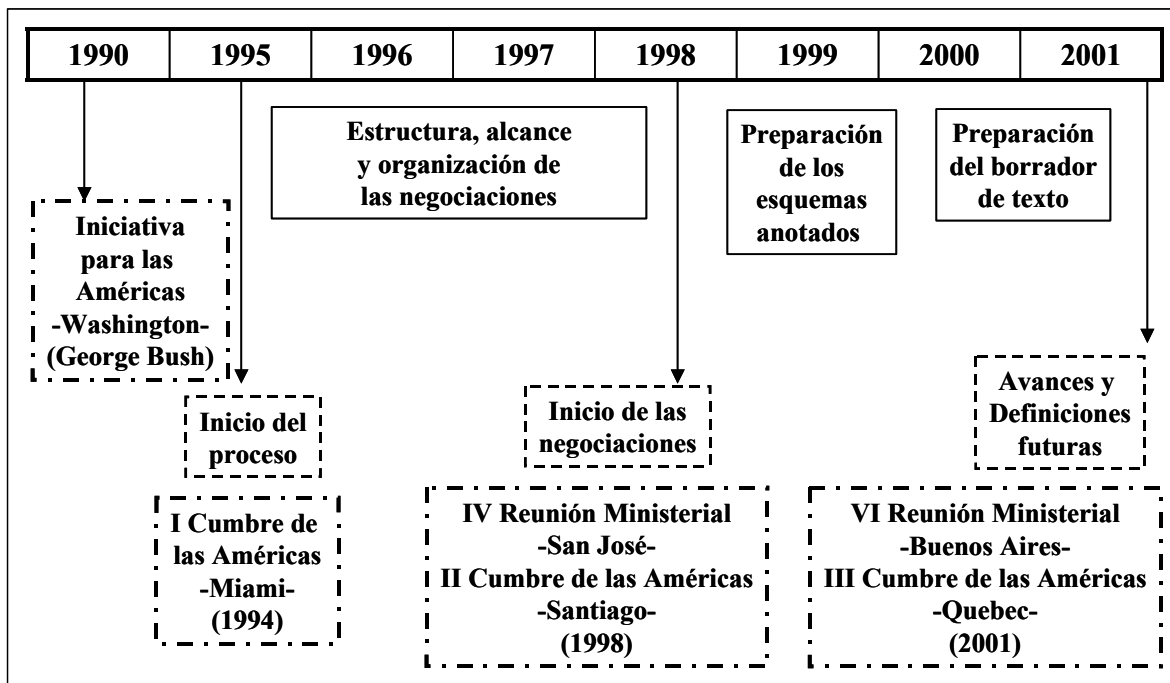 1990 1995 1996 1997 1998 1999 2000 2001
Estructura, alcance
y organización de
las negociaciones
Preparación
de los
esquemas
anotados
Preparación
del borrador
de texto
Iniciativa
para las
Américas
-Washington-
(George Bush)
Inicio del
proceso
Inicio de las
negociaciones
Avances y
Definiciones
futuras
I Cumbre de
las Américas
-Miami-
(1994)
IV Reunión Ministerial
-San José-
II Cumbre de las Américas
-Santiago-
(1998)
VI Reunión Ministerial
-Buenos Aires-
III Cumbre de las Américas
-Quebec-
(2001)